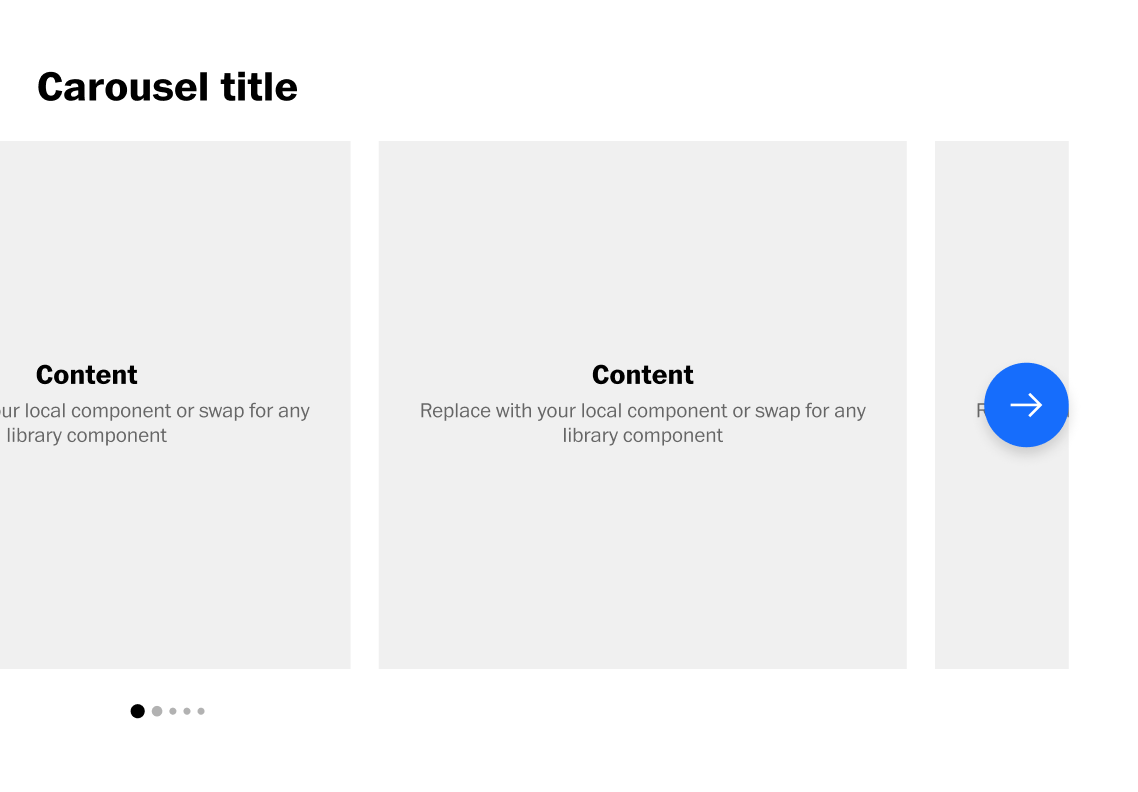 Carousel title
Content
ur local component or swap for any
library component
Content
Replace with your local component or swap for any
library component
R